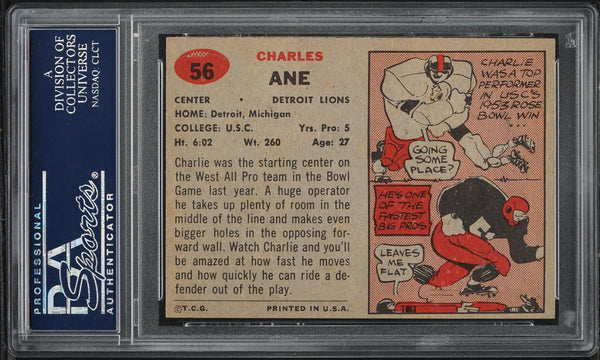 A
DIVISION OF
COLLECTORS
UNIVERSE
NASDAQ: CLCT
PROFESSIONAL
PSA
Sports
AUTHENTICATOR
®
56
CHARLES
ANE
CENTER • DETROIT LIONS
HOME: Detroit, Michigan
COLLEGE: U.S.C. Yrs. Pro: 5
Ht. 6:02 Wt. 260 Age: 27
Charlie was the starting center on
the West All Pro team in the Bowl
Game last year. A huge operator
he takes up plenty of room in the
middle of the line and makes even
bigger holes in the opposing for-
ward wall. Watch Charlie and you'll
be amazed at how fast he moves
and how quickly he can ride a de-
fender out of the play.
©T.C.G. PRINTED IN U.S.A.
CHARLIE
WAS A TOP
PERFORMER
IN U.S.C.'S
1953 ROSE
BOWL WIN...
GOING
SOME
PLACE?
HE'S ONE
OF THE
FASTEST
BIG PROS
LEAVES
ME
FLAT